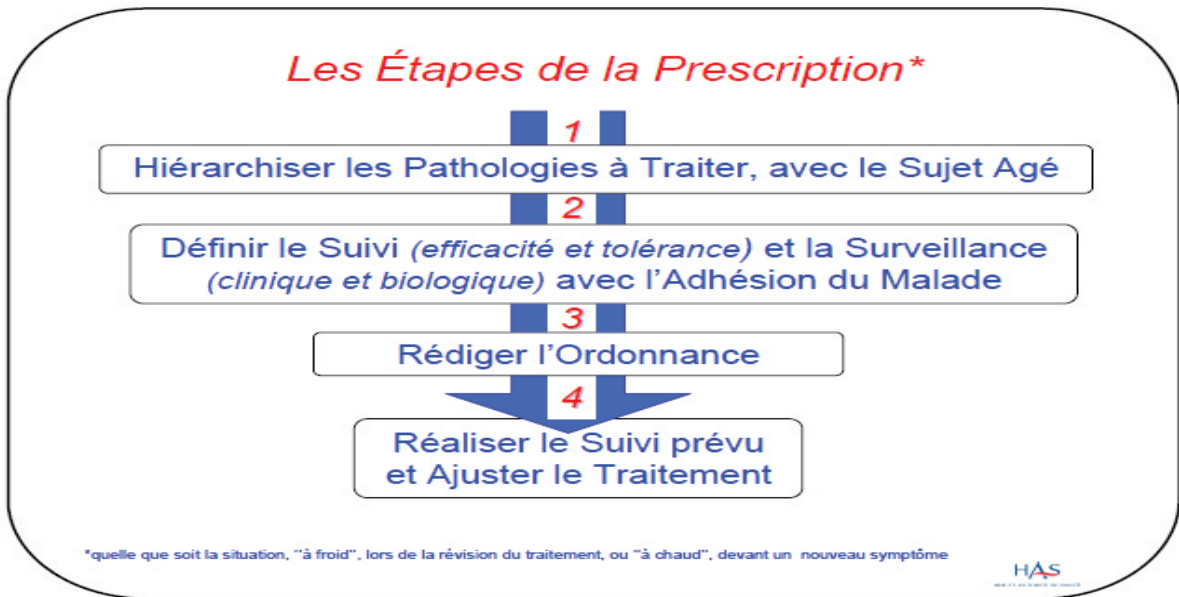 Les Étapes de la Prescription*
1
Hiérarchiser les Pathologies à Traiter, avec le Sujet Agé
2
Définir le Suivi (efficacité et tolérance) et la Surveillance
(clinique et biologique) avec l'Adhésion du Malade
3
Rédiger l'Ordonnance
4
Réaliser le Suivi prévu
et Ajuster le Traitement
*quelle que soit la situation, "à froid", lors de la révision du traitement, ou "à chaud", devant un nouveau symptôme
HAS